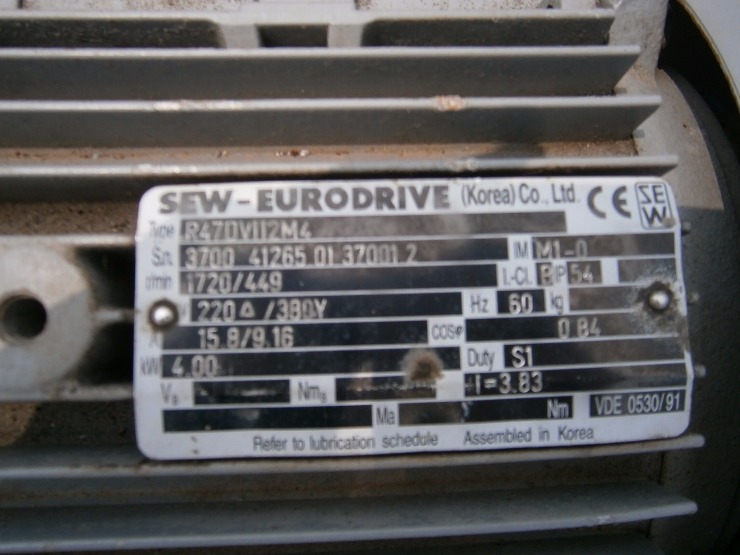 SEW-EURODRIVE (Korea) Co., Ltd. CE SEW
Type R47DV112M4
S.n. 3700 41265 01 37001 2 IM M1-0
r/min 1720/449 I.-Cl. B IP 54
V 220 Δ /380Y Hz 60 kg
A 15.8/9.16 cosφ 0.84
kW 4.00 Duty S1
VB NmB i=3.83
Ma Nm VDE 0530/91
Refer to lubrication schedule Assembled in Korea